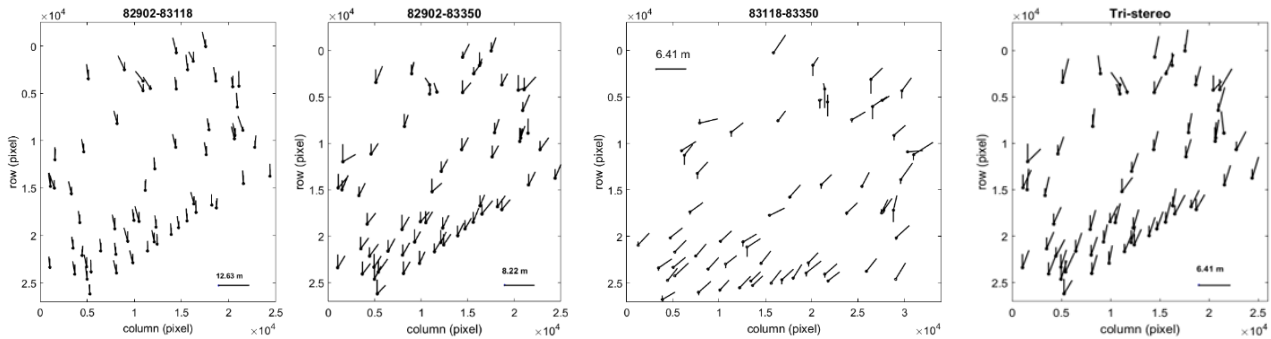 82902-83118
×10⁴
0
0.5
1
1.5
2
2.5
row (pixel)
12.63 m
0 0.5 1 1.5 2 2.5
column (pixel)
×10⁴
82902-83350
×10⁴
0
0.5
1
1.5
2
2.5
row (pixel)
8.22 m
0 0.5 1 1.5 2 2.5
column (pixel)
×10⁴
83118-83350
×10⁴
6.41 m
0
0.5
1
1.5
2
2.5
row (pixel)
0 0.5 1 1.5 2 2.5 3
column (pixel)
×10⁴
Tri-stereo
×10⁴
0
0.5
1
1.5
2
2.5
row (pixel)
6.41 m
0 0.5 1 1.5 2 2.5
column (pixel)
×10⁴